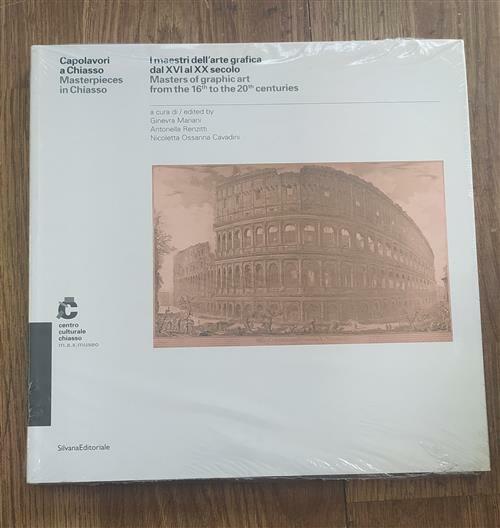 Capolavori
a Chiasso
Masterpieces
in Chiasso
I maestri dell'arte grafica
dal XVI al XX secolo
Masters of graphic art
from the 16th to the 20th centuries
a cura di / edited by
Ginevra Mariani
Antonella Renzitti
Nicoletta Ossanna Cavadini
centro
culturale
chiasso
m.a.x.museo
SilvanaEditoriale